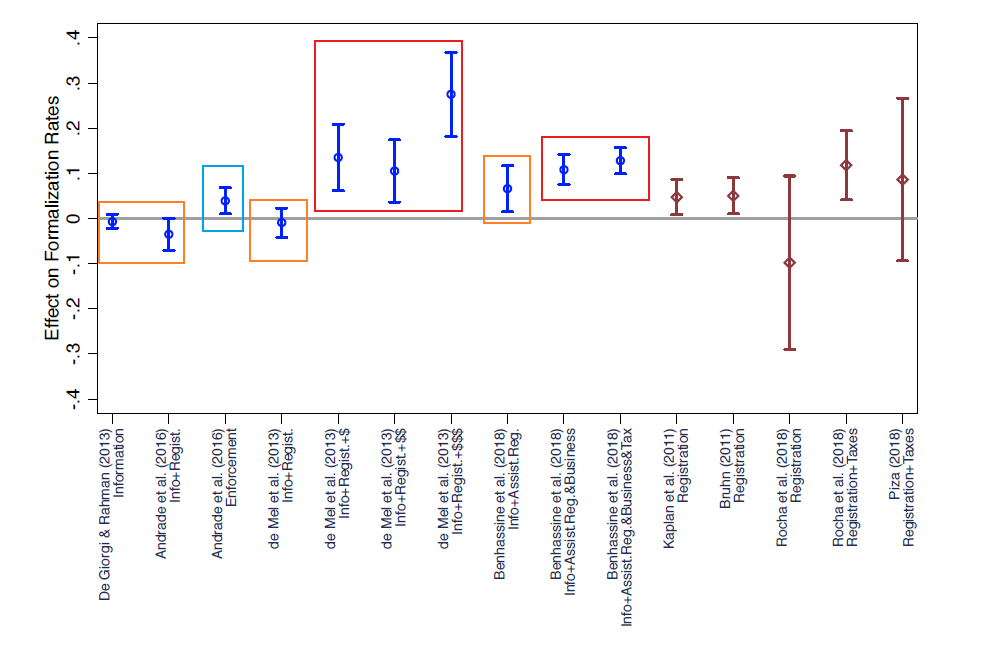 Effect on Formalization Rates
.4
.3
.2
.1
0
-.1
-.2
-.3
-.4
De Giorgi & Rahman (2013)
Information
Andrade et al. (2016)
Info+Regist.
Andrade et al. (2016)
Enforcement
de Mel et al. (2013)
Info+Regist.
de Mel et al. (2013)
Info+Regist.+$
de Mel et al. (2013)
Info+Regist.+$$
de Mel et al. (2013)
Info+Regist.+$$$
Benhassine et al. (2018)
Info+Assist.Reg.
Benhassine et al. (2018)
Info+Assist.Reg.&Business
Benhassine et al. (2018)
Info+Assist.Reg.&Business&Tax
Kaplan et al. (2011)
Registration
Bruhn (2011)
Registration
Rocha et al. (2018)
Registration
Rocha et al. (2018)
Registration+Taxes
Piza (2018)
Registration+Taxes